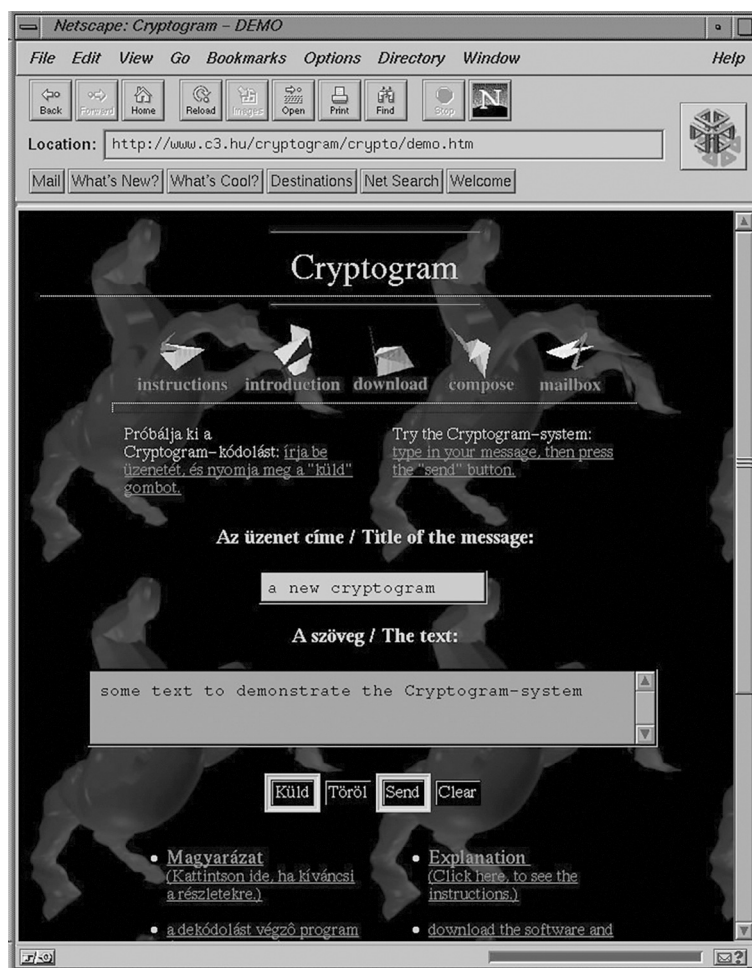 Netscape: Cryptogram – DEMO
File Edit View Go Bookmarks Options Directory Window Help
Back Forward Home Reload Images Open Print Find Stop N
Location: http://www.c3.hu/cryptogram/crypto/demo.htm
Mail What's New? What's Cool? Destinations Net Search Welcome
Cryptogram
instructions introduction download compose mailbox
Próbálja ki a
Cryptogram–kódolást: írja be
üzenetét, és nyomja meg a "küld"
gombot.
Try the Cryptogram–system:
type in your message, then press
the "send" button.
Az üzenet címe / Title of the message:
a new cryptogram
A szöveg / The text:
some text to demonstrate the Cryptogram-system
Küld Töröl Send Clear
• Magyarázat
(Kattintson ide, ha kíváncsi
a részletekre.)
• a dekódolást végzô program
• Explanation
(Click here, to see the
instructions.)
• download the software and